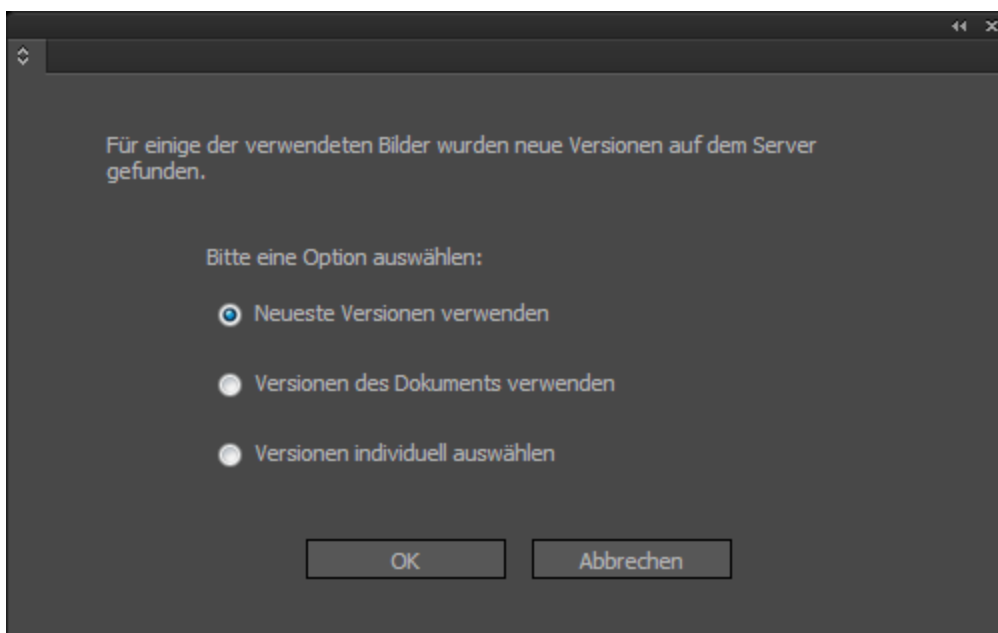 Für einige der verwendeten Bilder wurden neue Versionen auf dem Server
gefunden.
Bitte eine Option auswählen:
Neueste Versionen verwenden
Versionen des Dokuments verwenden
Versionen individuell auswählen
OK
Abbrechen